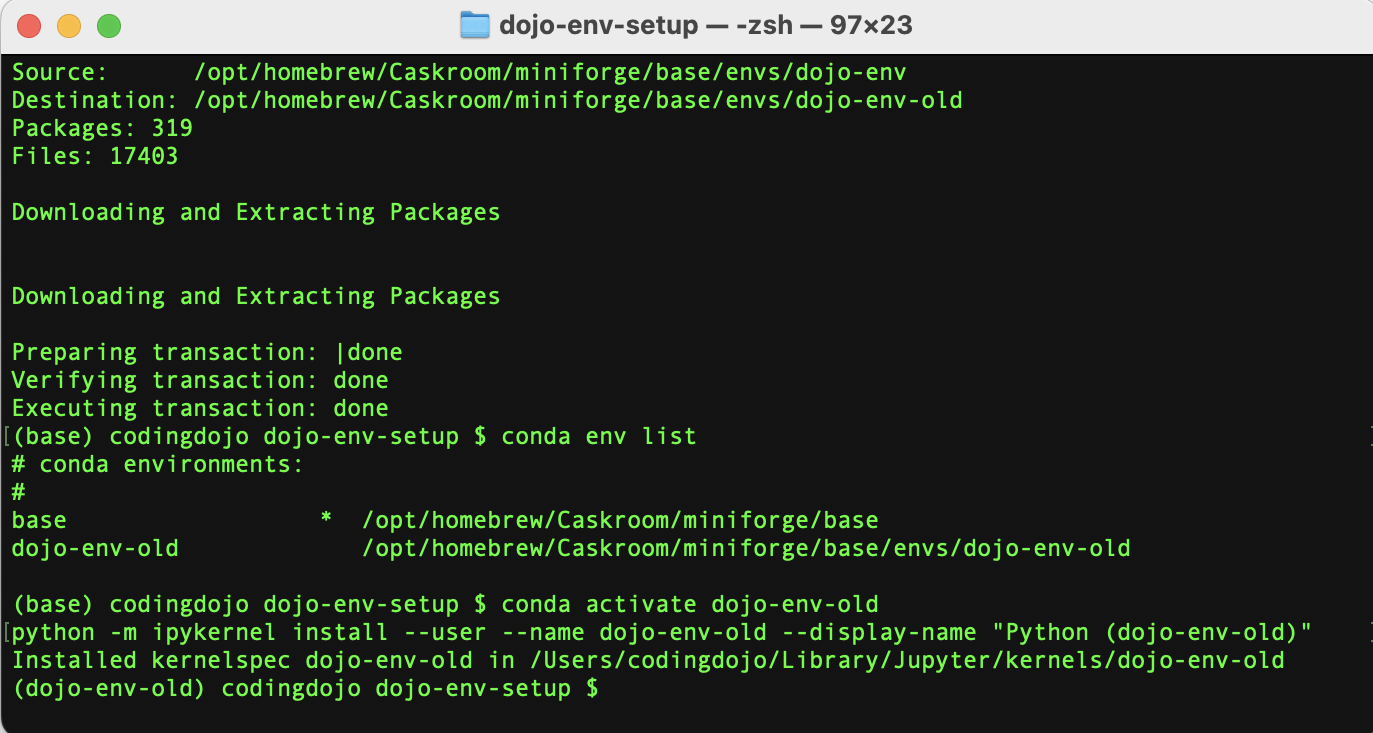 dojo-env-setup — -zsh — 97×23
Source:      /opt/homebrew/Caskroom/miniforge/base/envs/dojo-env
Destination: /opt/homebrew/Caskroom/miniforge/base/envs/dojo-env-old
Packages: 319
Files: 17403
Downloading and Extracting Packages
Downloading and Extracting Packages
Preparing transaction: |done
Verifying transaction: done
Executing transaction: done
[(base) codingdojo dojo-env-setup $ conda env list
# conda environments:
#
base                  *  /opt/homebrew/Caskroom/miniforge/base
dojo-env-old             /opt/homebrew/Caskroom/miniforge/base/envs/dojo-env-old
(base) codingdojo dojo-env-setup $ conda activate dojo-env-old
[python -m ipykernel install --user --name dojo-env-old --display-name "Python (dojo-env-old)"
Installed kernelspec dojo-env-old in /Users/codingdojo/Library/Jupyter/kernels/dojo-env-old
(dojo-env-old) codingdojo dojo-env-setup $